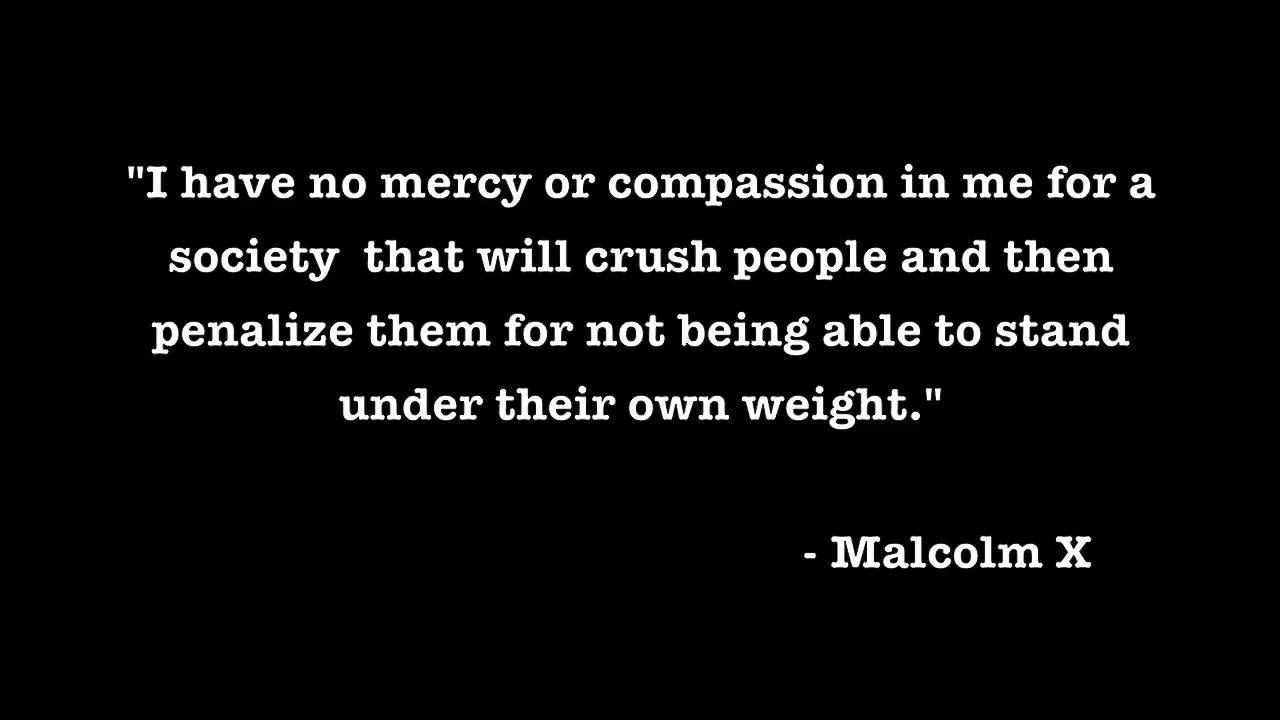 "I have no mercy or compassion in me for a
society  that will crush people and then
penalize them for not being able to stand
under their own weight."
- Malcolm X